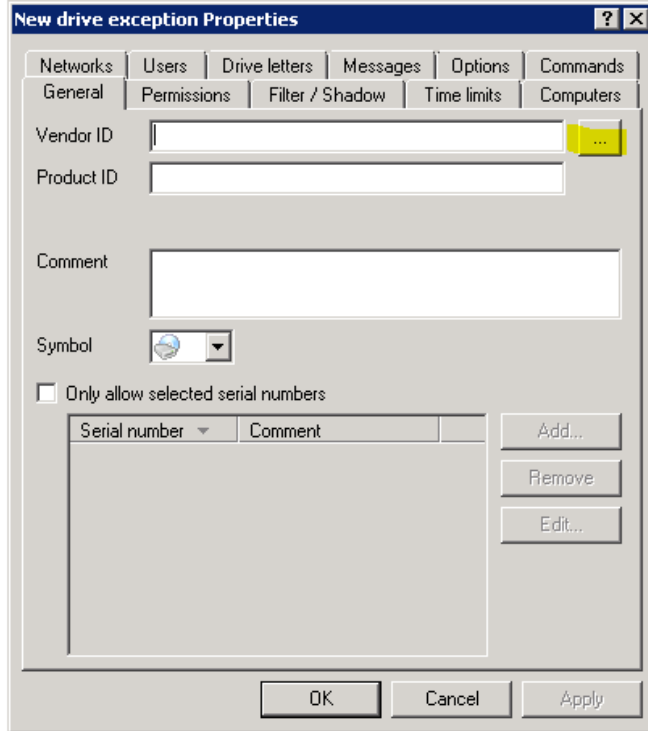 New drive exception Properties
Networks Users Drive letters Messages Options Commands
General Permissions Filter / Shadow Time limits Computers
Vendor ID ...
Product ID
Comment
Symbol
Only allow selected serial numbers
Serial number Comment Add...
Remove
Edit...
OK Cancel Apply